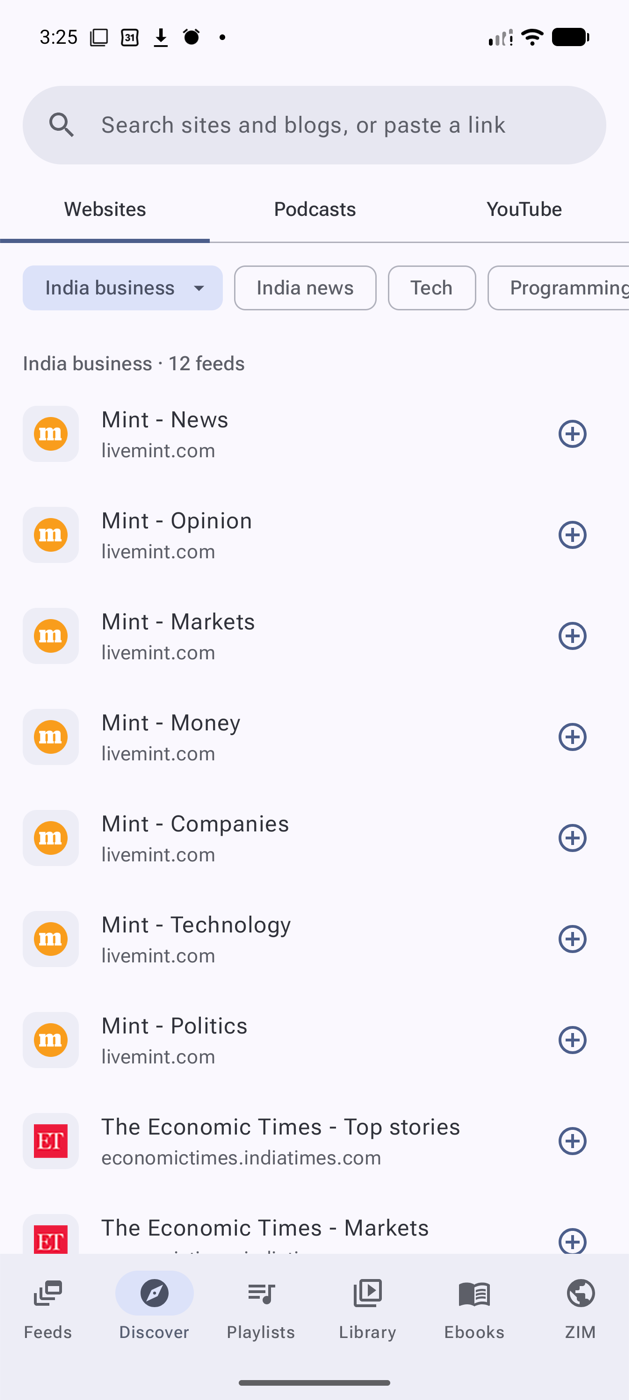 3:25
31
Search sites and blogs, or paste a link
Websites Podcasts YouTube
India business India news Tech Programming
India business · 12 feeds
m
Mint - News
livemint.com
m
Mint - Opinion
livemint.com
m
Mint - Markets
livemint.com
m
Mint - Money
livemint.com
m
Mint - Companies
livemint.com
m
Mint - Technology
livemint.com
m
Mint - Politics
livemint.com
ET
The Economic Times - Top stories
economictimes.indiatimes.com
ET
The Economic Times - Markets
Feeds Discover Playlists Library Ebooks ZIM